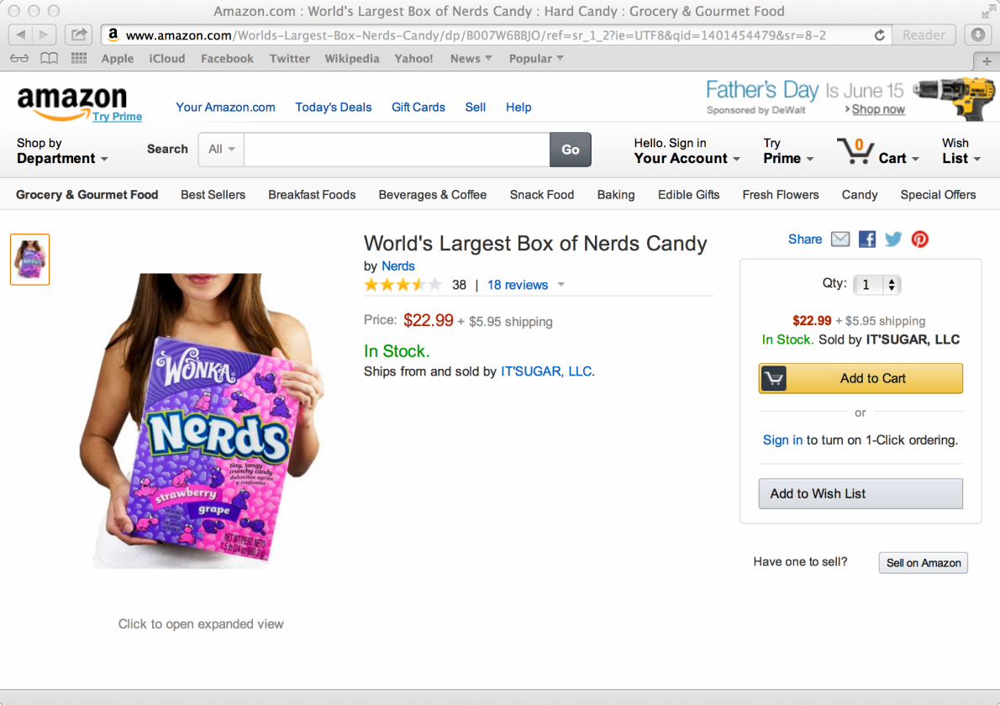 Amazon.com : World's Largest Box of Nerds Candy : Hard Candy : Grocery & Gourmet Food
www.amazon.com/Worlds-Largest-Box-Nerds-Candy/dp/B007W6BBJO/ref=sr_1_2?ie=UTF8&qid=1401454479&sr=8-2 Reader
Apple iCloud Facebook Twitter Wikipedia Yahoo! News Popular
amazon
Try Prime
Your Amazon.com Today's Deals Gift Cards Sell Help
Father's Day Is June 15
Sponsored by DeWalt > Shop now
Shop by
Department
Search All Go
Hello. Sign in
Your Account
Try
Prime
0
Cart
Wish
List
Grocery & Gourmet Food Best Sellers Breakfast Foods Beverages & Coffee Snack Food Baking Edible Gifts Fresh Flowers Candy Special Offers
WONKA
NeRds
tiny, tangy
crunchy candy
dulcecitos agrios
y crujientes
strawberry
grape
NET WT/PESO NETO
1.5 lb (24 oz) 680.3 g
Click to open expanded view
World's Largest Box of Nerds Candy
by Nerds
38 | 18 reviews
Price: $22.99 + $5.95 shipping
In Stock.
Ships from and sold by IT'SUGAR, LLC.
Share
Qty: 1
$22.99 + $5.95 shipping
In Stock. Sold by IT'SUGAR, LLC
Add to Cart
or
Sign in to turn on 1-Click ordering.
Add to Wish List
Have one to sell? Sell on Amazon